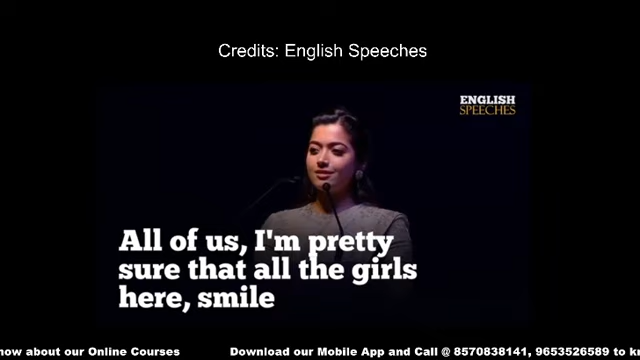 Credits: English Speeches
ENGLISH
SPEECHES
All of us, I'm pretty
sure that all the girls
here, smile
now about our Online Courses Download our Mobile App and Call @ 8570838141, 9653526589 to